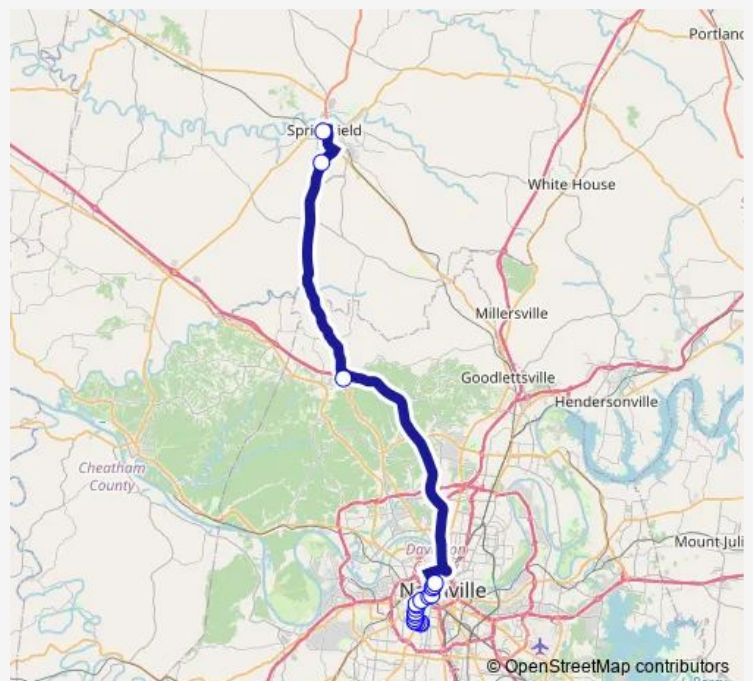 Portland
Springfield
White House
Millersville
Goodlettsville
Hendersonville
Cheatham
County
Mount Juli
Davidson
Nashville
© OpenStreetMap contributors